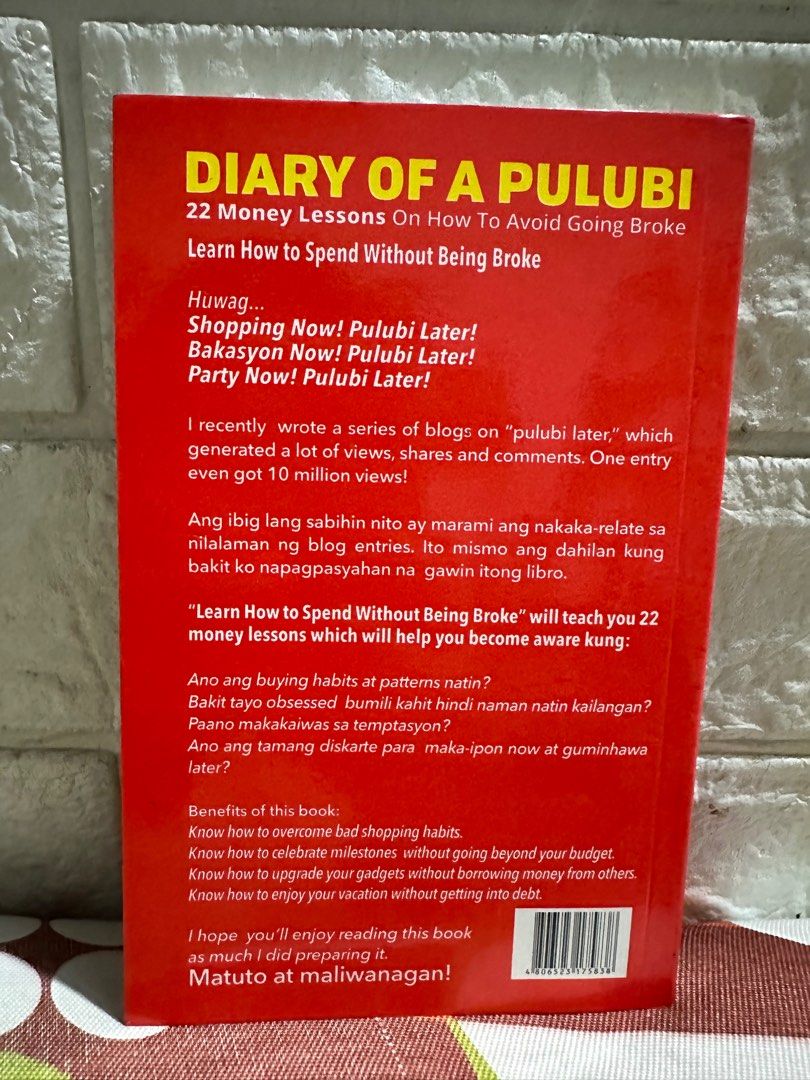 DIARY OF A PULUBI
22 Money Lessons On How To Avoid Going Broke
Learn How to Spend Without Being Broke
Huwag...
Shopping Now! Pulubi Later!
Bakasyon Now! Pulubi Later!
Party Now! Pulubi Later!
I recently wrote a series of blogs on "pulubi later," which
generated a lot of views, shares and comments. One entry
even got 10 million views!
Ang ibig lang sabihin nito ay marami ang nakaka-relate sa
nilalaman ng blog entries. Ito mismo ang dahilan kung
bakit ko napagpasyahan na gawin itong libro.
"Learn How to Spend Without Being Broke" will teach you 22
money lessons which will help you become aware kung:
Ano ang buying habits at patterns natin?
Bakit tayo obsessed bumili kahit hindi naman natin kailangan?
Paano makakaiwas sa temptasyon?
Ano ang tamang diskarte para maka-ipon now at guminhawa
later?
Benefits of this book:
Know how to overcome bad shopping habits.
Know how to celebrate milestones without going beyond your budget.
Know how to upgrade your gadgets without borrowing money from others.
Know how to enjoy your vacation without getting into debt.
I hope you'll enjoy reading this book
as much I did preparing it.
Matuto at maliwanagan!
4 806523 175838